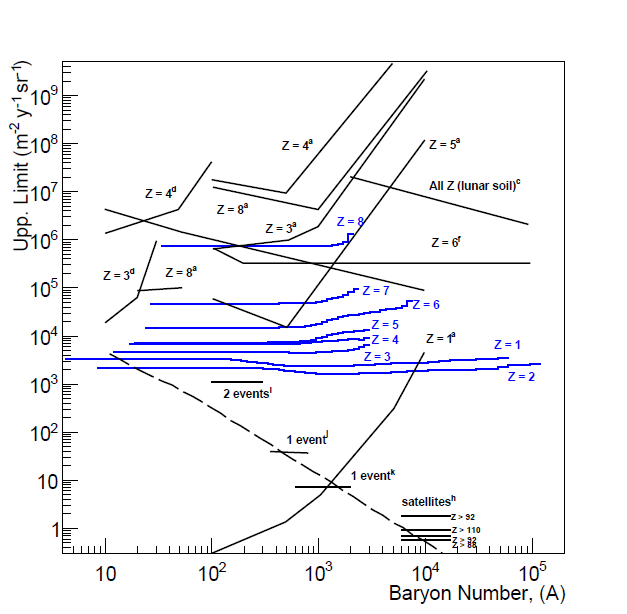 Upp. Limit (m⁻² y⁻¹ sr⁻¹)
10⁹
10⁸
10⁷
10⁶
10⁵
10⁴
10³
10²
10
1
Z = 4ᵃ
Z = 5ᵃ
All Z (lunar soil)ᶜ
Z = 4ᵈ
Z = 8ᵃ
Z = 3ᵃ
Z = 8
Z = 6ᶠ
Z = 3ᵈ
Z = 8ᵃ
Z = 7
Z = 6
Z = 5
Z = 4
Z = 3
Z = 1ᵃ
Z = 1
Z = 2
2 eventsⁱ
1 eventʲ
1 eventᵏ
satellitesʰ
Z > 92
Z > 110
Z > 92
Z > 88
10
10²
10³
10⁴
10⁵
Baryon Number, (A)